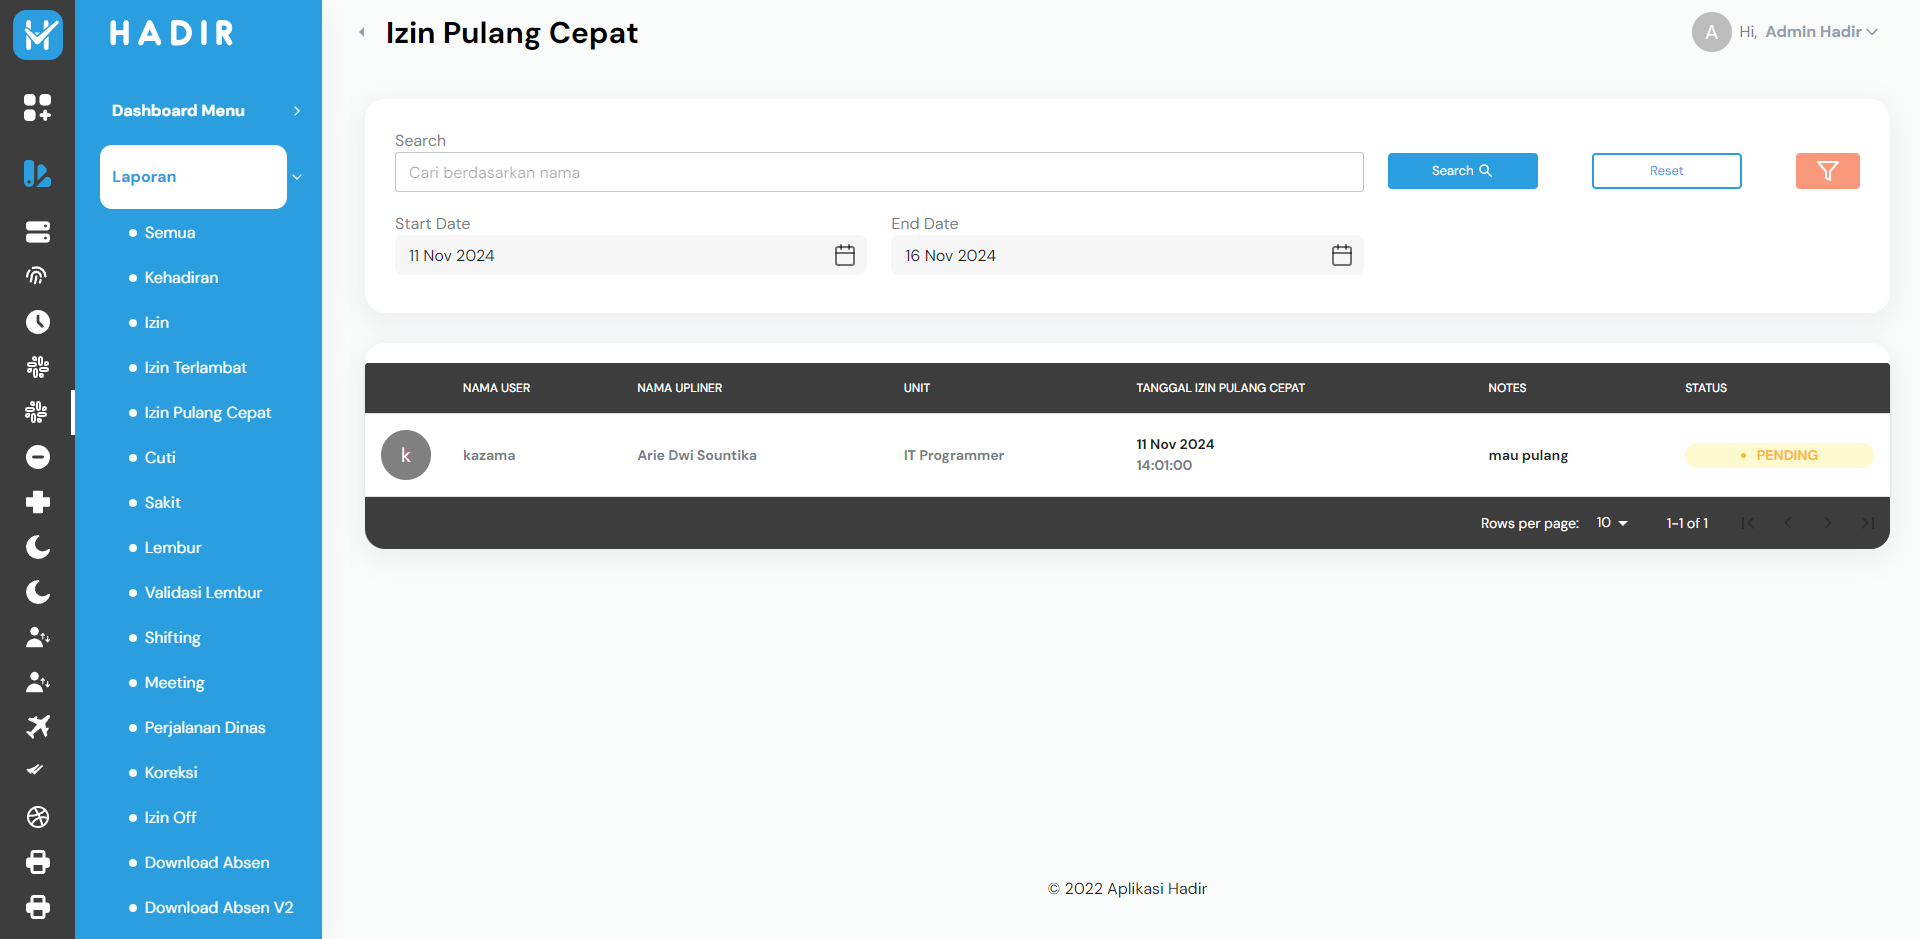 HADIR
Dashboard Menu
Laporan
Semua
Kehadiran
Izin
Izin Terlambat
Izin Pulang Cepat
Cuti
Sakit
Lembur
Validasi Lembur
Shifting
Meeting
Perjalanan Dinas
Koreksi
Izin Off
Download Absen
Download Absen V2
Izin Pulang Cepat
A Hi, Admin Hadir
Search
Cari berdasarkan nama
Search
Reset
Start Date
End Date
11 Nov 2024
16 Nov 2024
NAMA USER NAMA UPLINER UNIT TANGGAL IZIN PULANG CEPAT NOTES STATUS
k kazama Arie Dwi Sountika IT Programmer 11 Nov 2024 14:01:00 mau pulang PENDING
Rows per page: 10 1-1 of 1
© 2022 Aplikasi Hadir